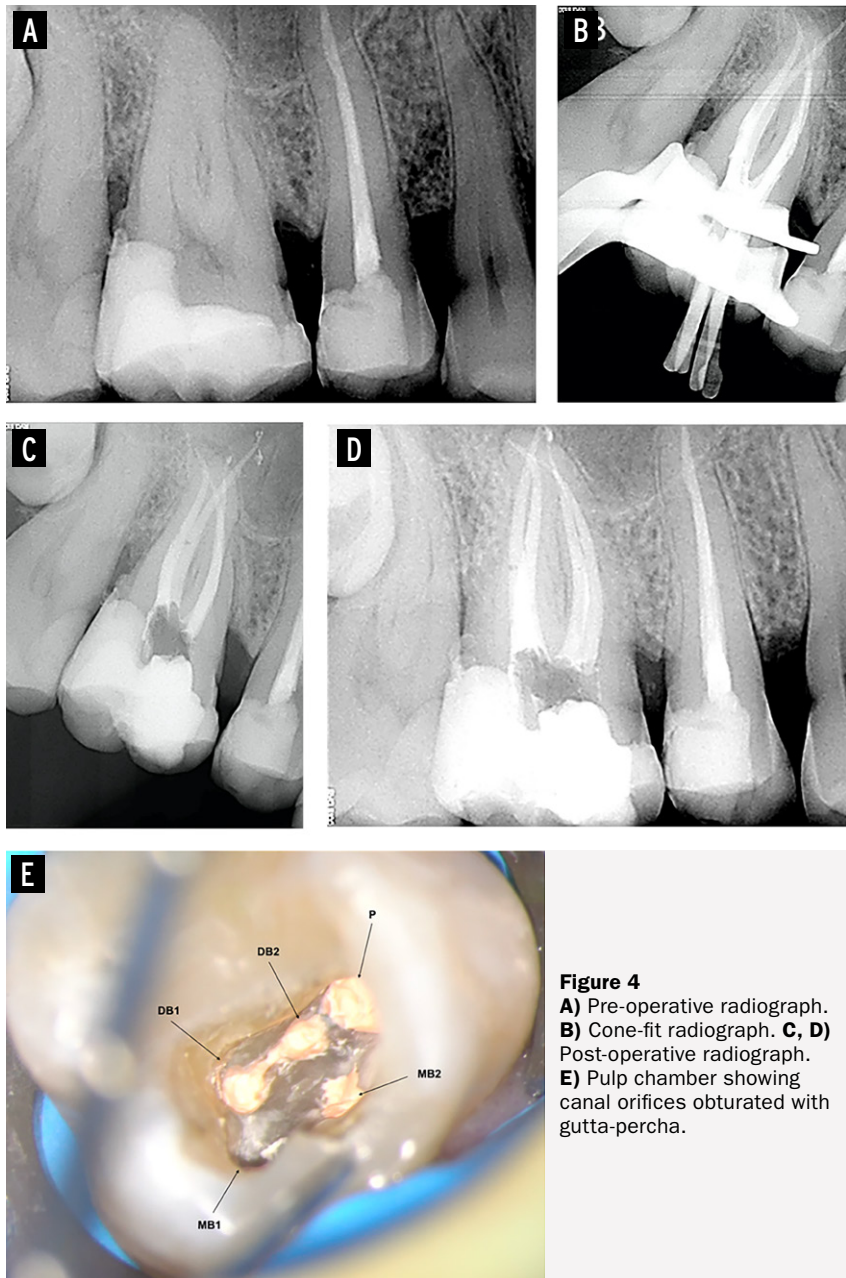 A
B
C
D
E
P
DB2
DB1
MB2
MB1
Figure 4
A) Pre-operative radiograph.
B) Cone-fit radiograph. C, D)
Post-operative radiograph.
E) Pulp chamber showing
canal orifices obturated with
gutta-percha.